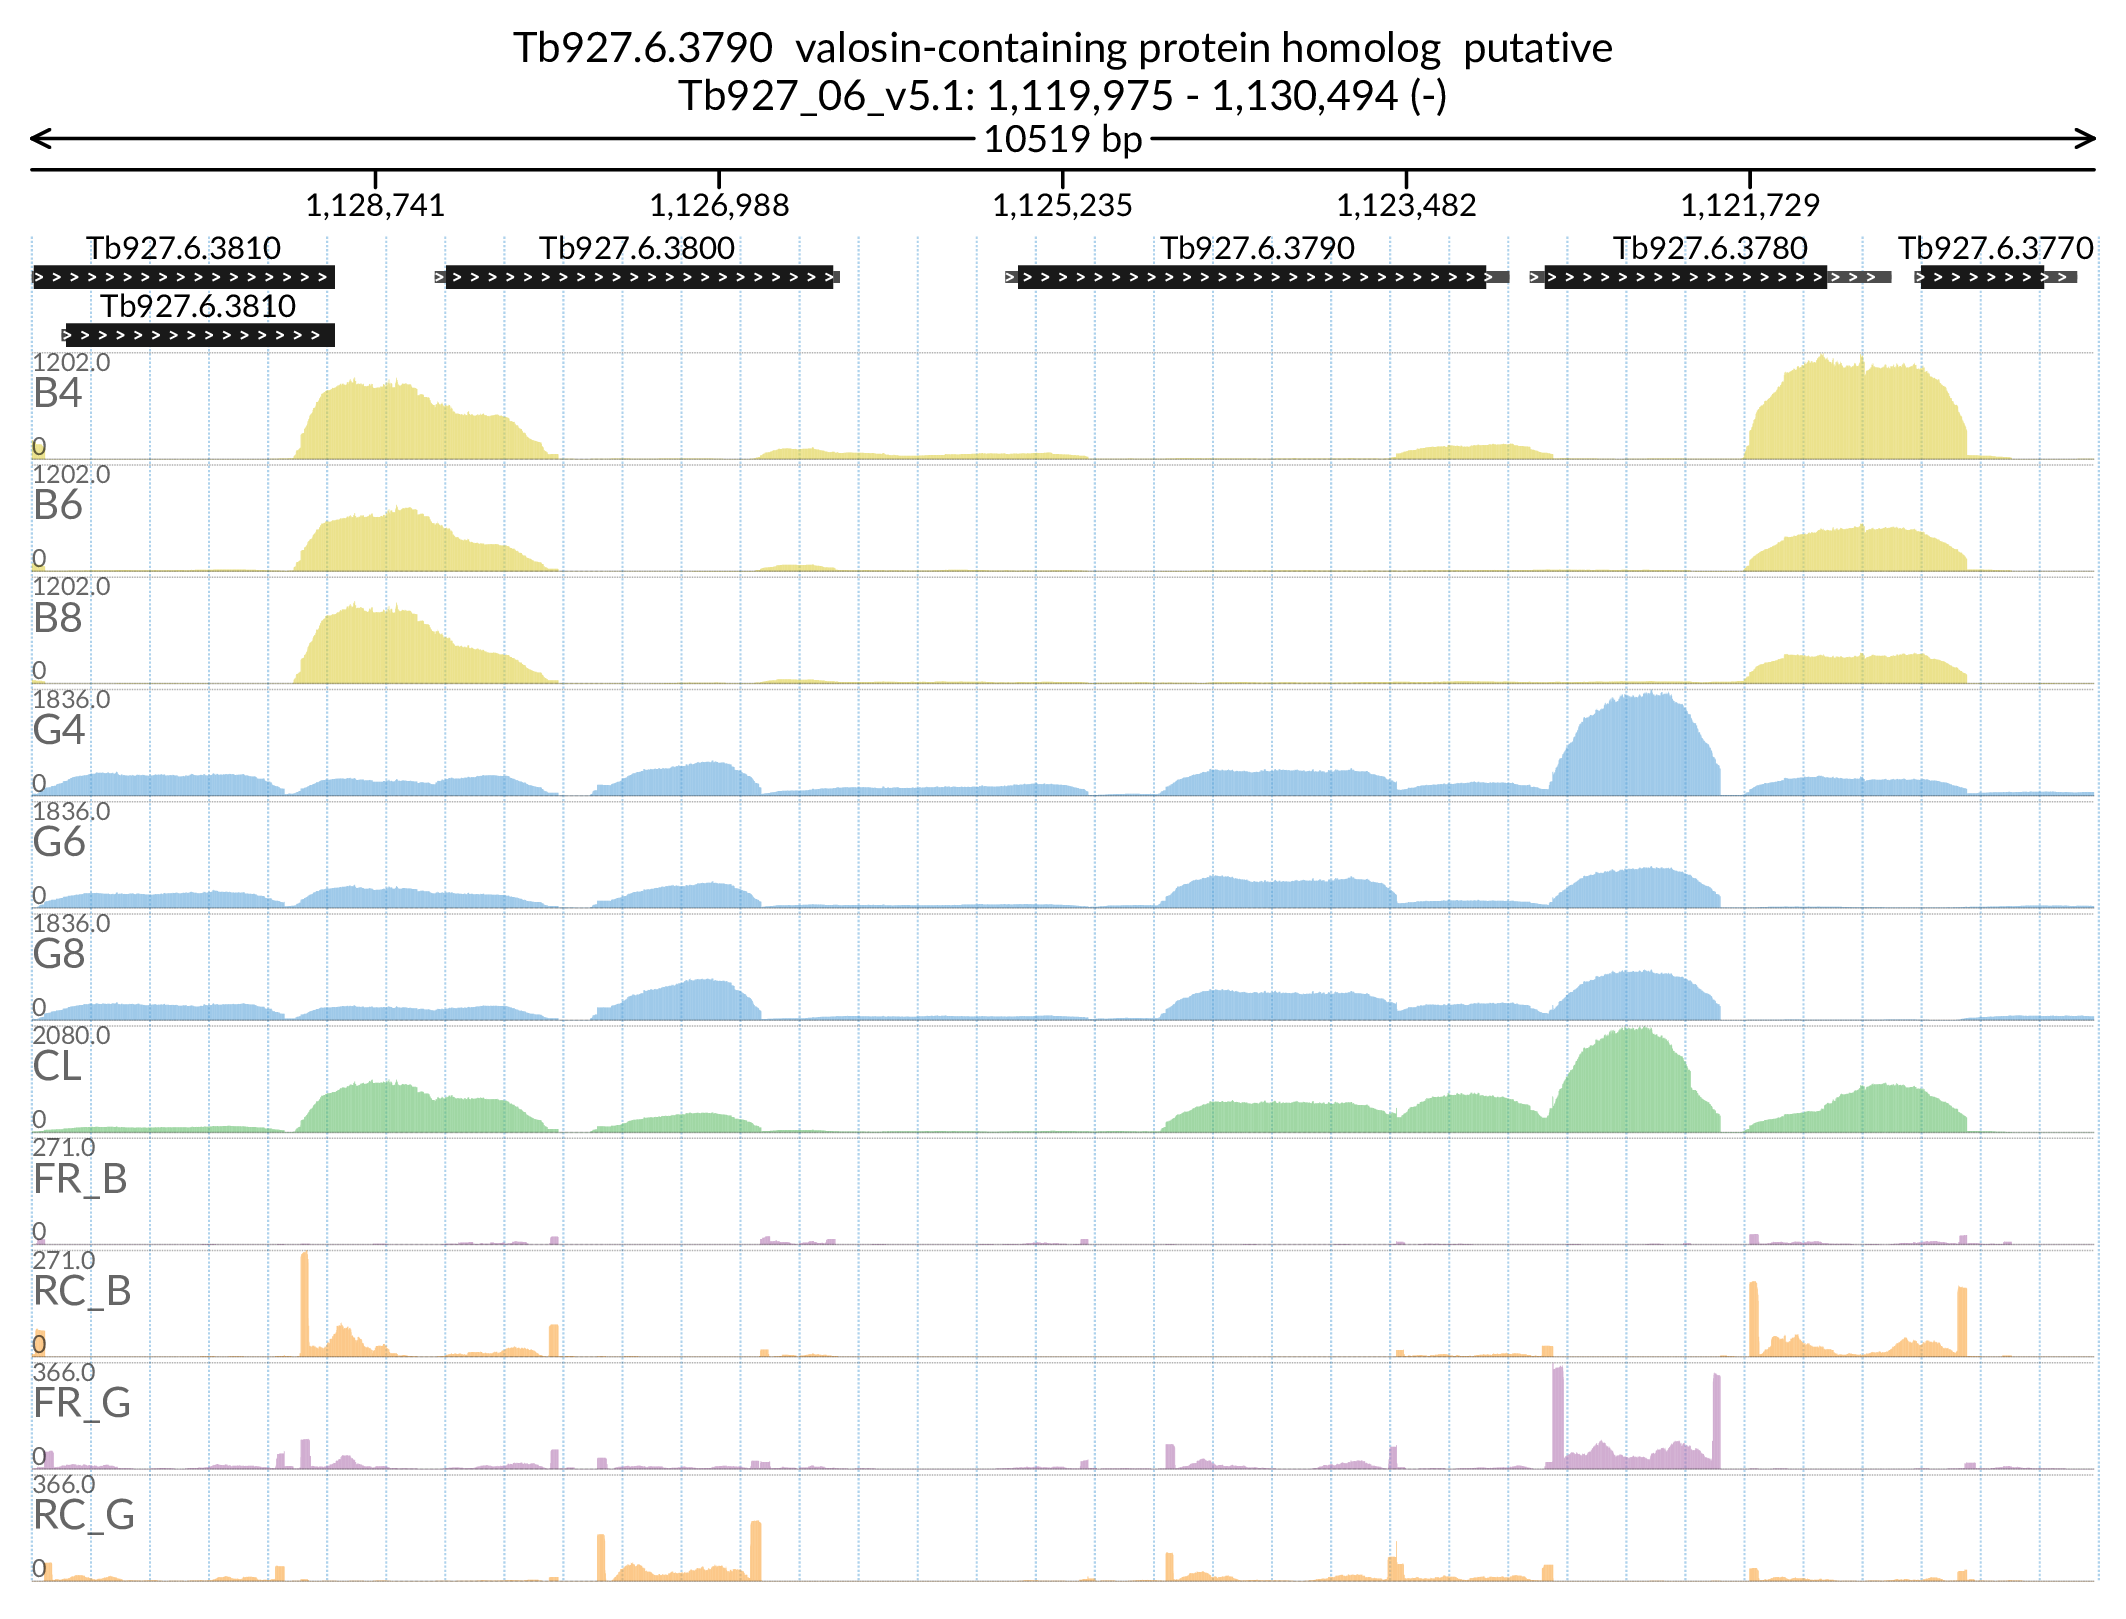 Tb927.6.3790  valosin-containing protein homolog  putative
Tb927_06_v5.1: 1,119,975 - 1,130,494 (-)
10519 bp
1,128,741 1,126,988 1,125,235 1,123,482 1,121,729
Tb927.6.3810 Tb927.6.3800 Tb927.6.3790 Tb927.6.3780 Tb927.6.3770
Tb927.6.3810
1202.0
B4
0
1202.0
B6
0
1202.0
B8
0
1836.0
G4
0
1836.0
G6
0
1836.0
G8
0
2080.0
CL
0
271.0
FR_B
0
271.0
RC_B
0
366.0
FR_G
0
366.0
RC_G
0